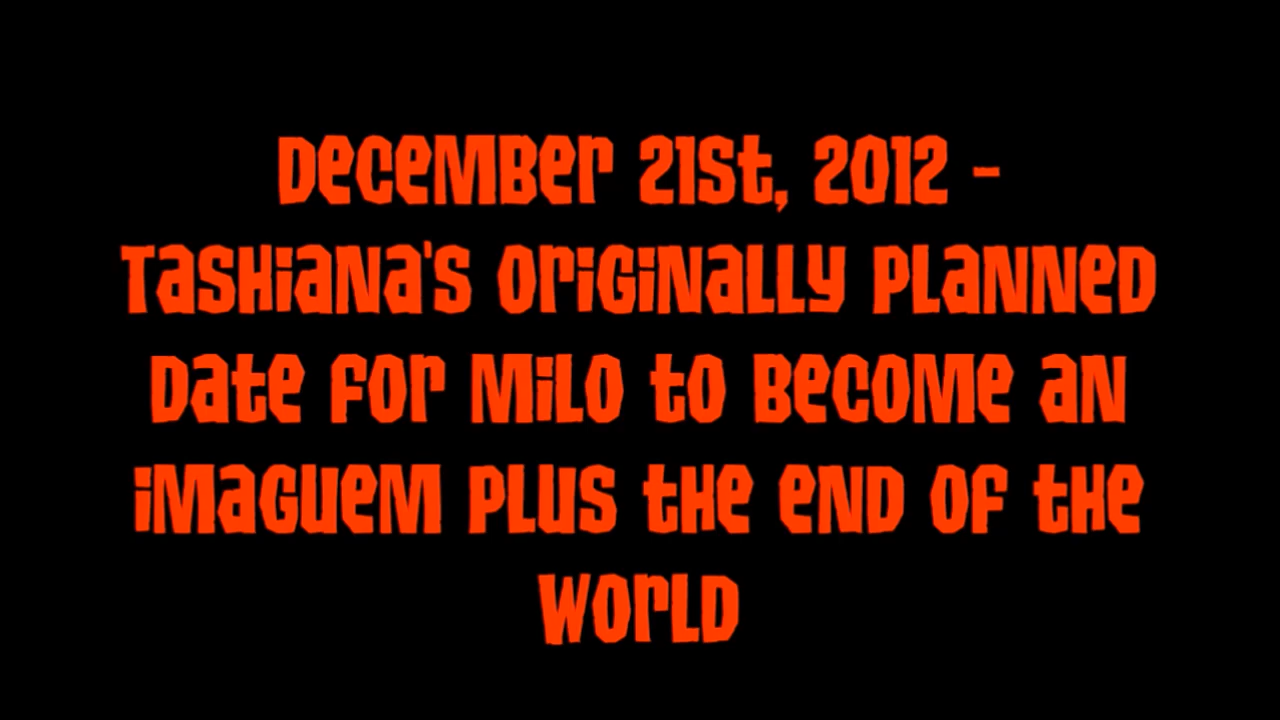 December 21st, 2012 -
Tashiana's originally planned
date for Milo to become an
imaguem plus the end of the
world